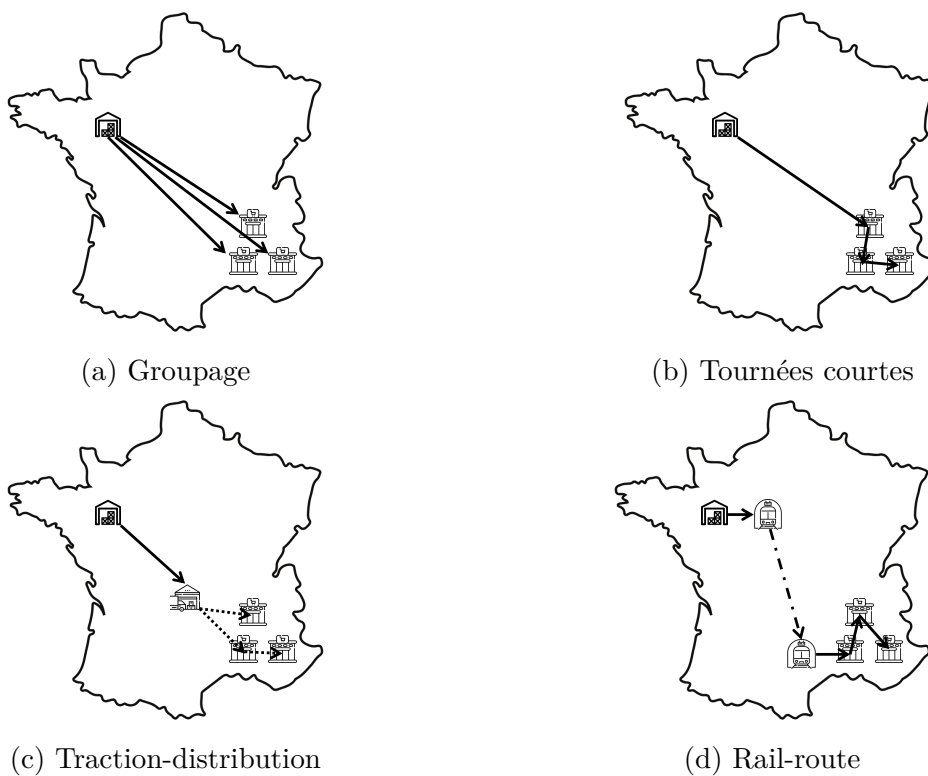 (a) Groupage
(b) Tournées courtes
(c) Traction-distribution
(d) Rail-route